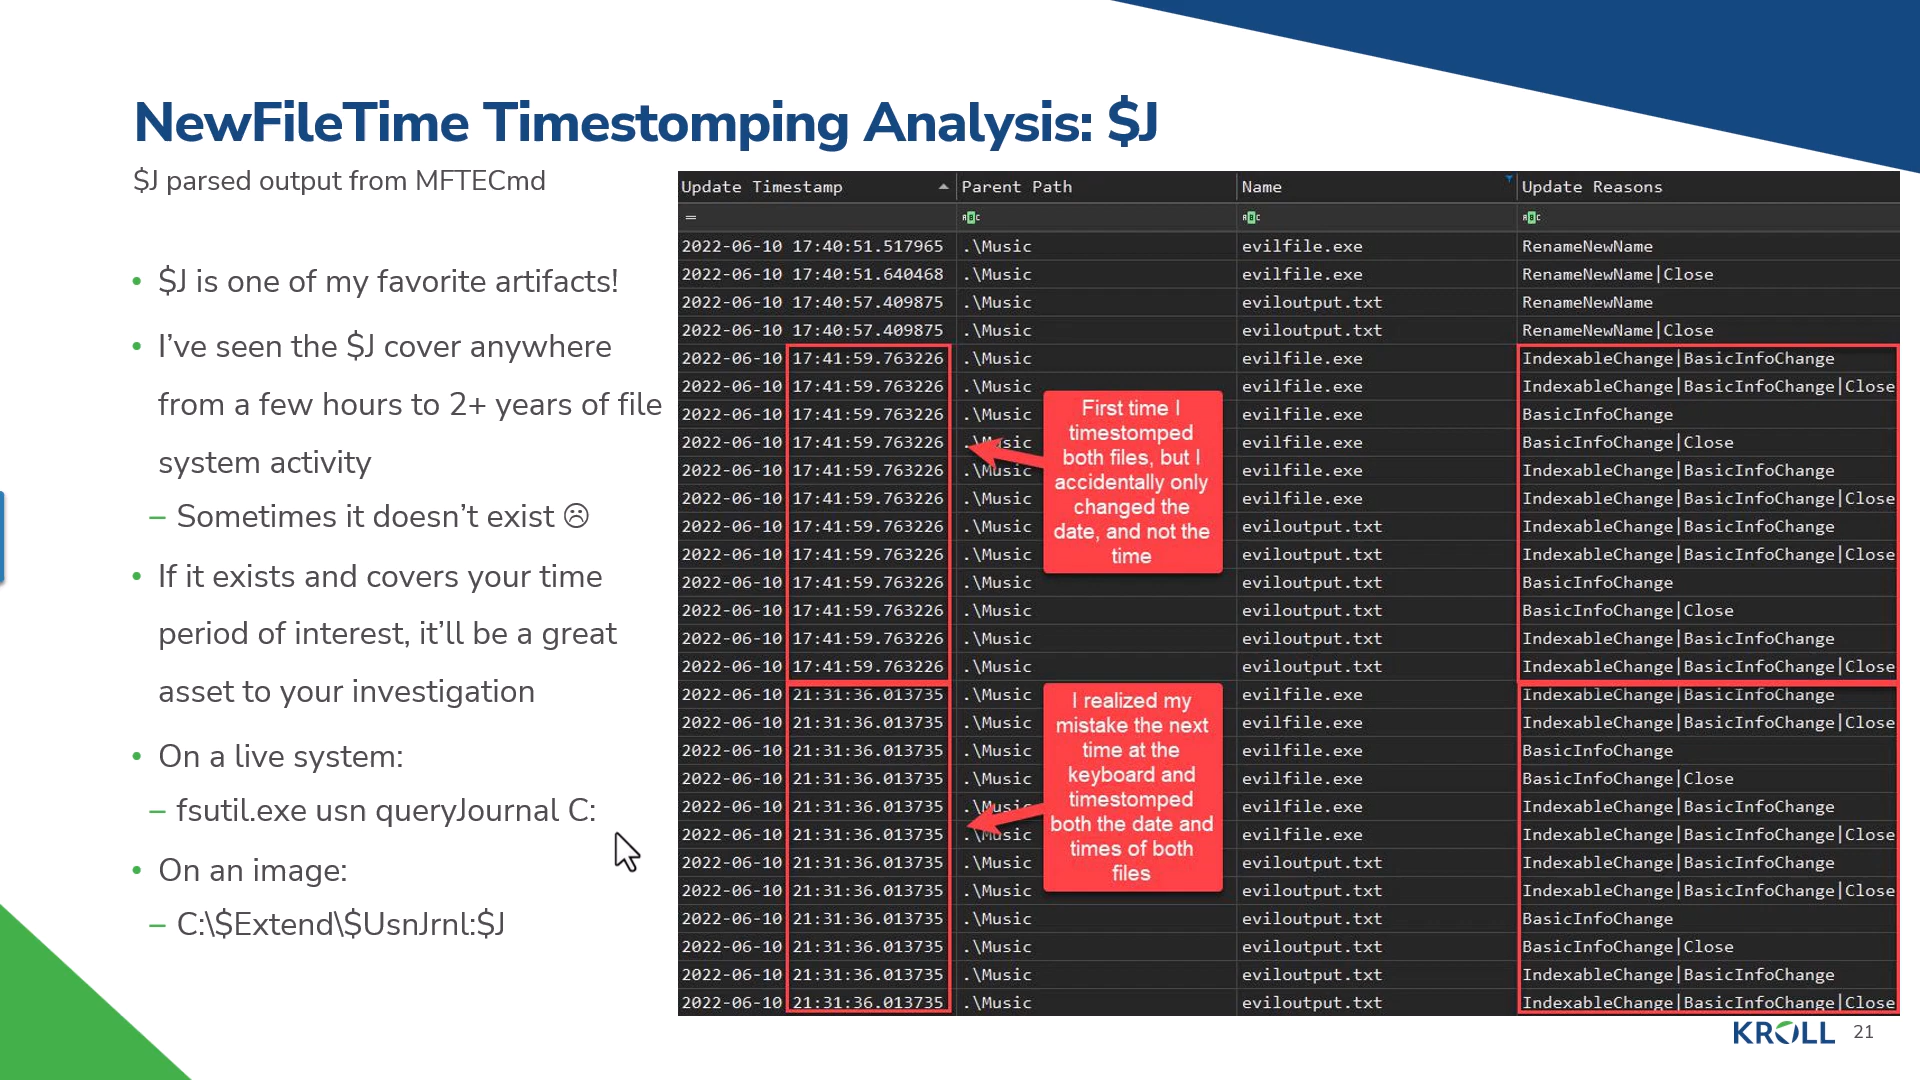 NewFileTime Timestomping Analysis: $J
$J parsed output from MFTECmd
• $J is one of my favorite artifacts!
• I’ve seen the $J cover anywhere
from a few hours to 2+ years of file
system activity
– Sometimes it doesn’t exist ☹
• If it exists and covers your time
period of interest, it’ll be a great
asset to your investigation
• On a live system:
– fsutil.exe usn queryJournal C:
• On an image:
– C:\$Extend\$UsnJrnl:$J
Update Timestamp Parent Path Name Update Reasons
2022-06-10 17:40:51.517965 .\Music evilfile.exe RenameNewName
2022-06-10 17:40:51.640468 .\Music evilfile.exe RenameNewName|Close
2022-06-10 17:40:57.409875 .\Music eviloutput.txt RenameNewName
2022-06-10 17:40:57.409875 .\Music eviloutput.txt RenameNewName|Close
2022-06-10 17:41:59.763226 .\Music evilfile.exe IndexableChange|BasicInfoChange
2022-06-10 17:41:59.763226 .\Music evilfile.exe IndexableChange|BasicInfoChange|Close
2022-06-10 17:41:59.763226 .\Music evilfile.exe BasicInfoChange
2022-06-10 17:41:59.763226 .\Music evilfile.exe BasicInfoChange|Close
2022-06-10 17:41:59.763226 .\Music evilfile.exe IndexableChange|BasicInfoChange
2022-06-10 17:41:59.763226 .\Music evilfile.exe IndexableChange|BasicInfoChange|Close
2022-06-10 17:41:59.763226 .\Music eviloutput.txt IndexableChange|BasicInfoChange
2022-06-10 17:41:59.763226 .\Music eviloutput.txt IndexableChange|BasicInfoChange|Close
2022-06-10 17:41:59.763226 .\Music eviloutput.txt BasicInfoChange
2022-06-10 17:41:59.763226 .\Music eviloutput.txt BasicInfoChange|Close
2022-06-10 17:41:59.763226 .\Music eviloutput.txt IndexableChange|BasicInfoChange
2022-06-10 17:41:59.763226 .\Music eviloutput.txt IndexableChange|BasicInfoChange|Close
2022-06-10 21:31:36.013735 .\Music evilfile.exe IndexableChange|BasicInfoChange
2022-06-10 21:31:36.013735 .\Music evilfile.exe IndexableChange|BasicInfoChange|Close
2022-06-10 21:31:36.013735 .\Music evilfile.exe BasicInfoChange
2022-06-10 21:31:36.013735 .\Music evilfile.exe BasicInfoChange|Close
2022-06-10 21:31:36.013735 .\Music evilfile.exe IndexableChange|BasicInfoChange
2022-06-10 21:31:36.013735 .\Music evilfile.exe IndexableChange|BasicInfoChange|Close
2022-06-10 21:31:36.013735 .\Music eviloutput.txt IndexableChange|BasicInfoChange
2022-06-10 21:31:36.013735 .\Music eviloutput.txt IndexableChange|BasicInfoChange|Close
2022-06-10 21:31:36.013735 .\Music eviloutput.txt BasicInfoChange
2022-06-10 21:31:36.013735 .\Music eviloutput.txt BasicInfoChange|Close
2022-06-10 21:31:36.013735 .\Music eviloutput.txt IndexableChange|BasicInfoChange
2022-06-10 21:31:36.013735 .\Music eviloutput.txt IndexableChange|BasicInfoChange|Close
First time I
timestomped
both files, but I
accidentally only
changed the
date, and not the
time
I realized my
mistake the next
time at the
keyboard and
timestomped
both the date and
times of both
files
KROLL 21